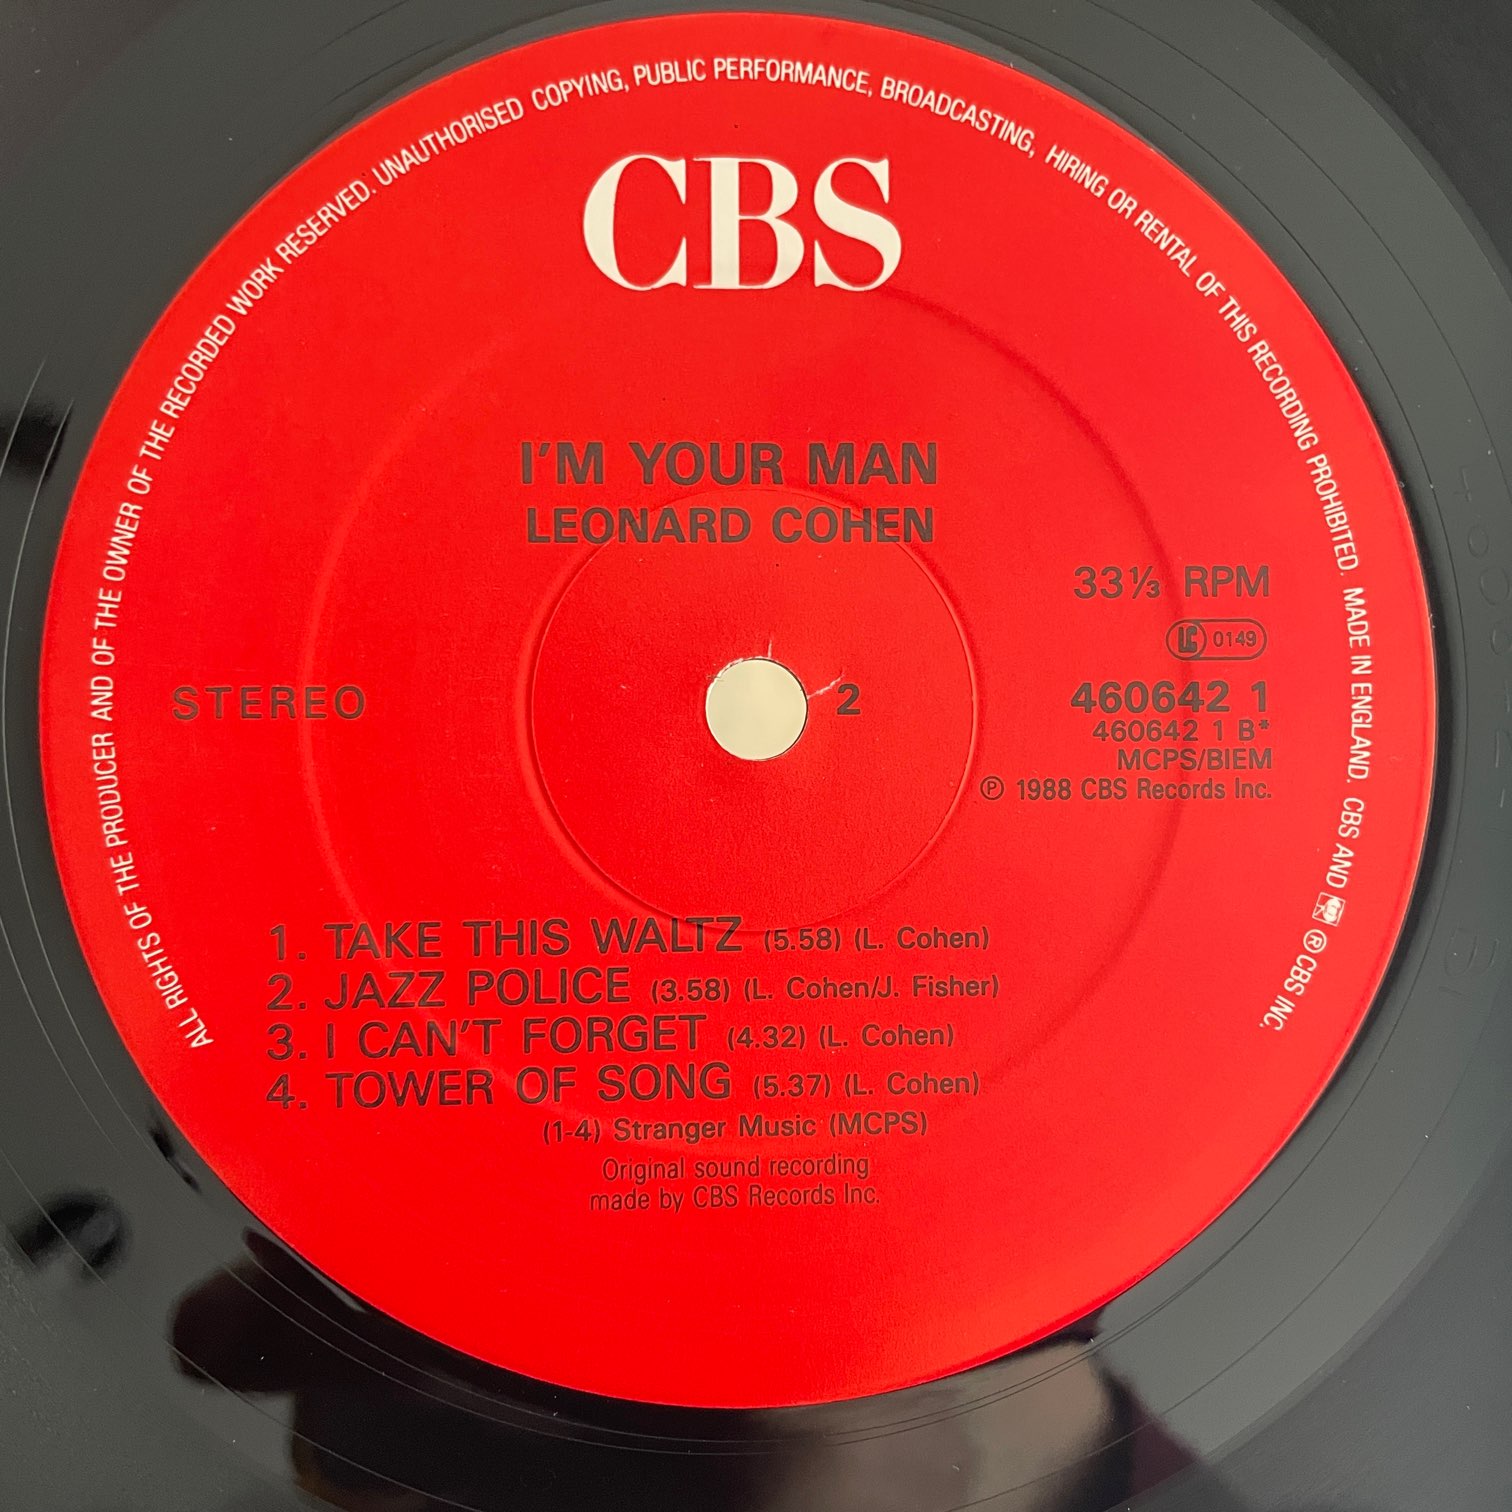 ALL RIGHTS OF THE PRODUCER AND OF THE OWNER OF THE RECORDED WORK RESERVED. UNAUTHORISED COPYING, PUBLIC PERFORMANCE, BROADCASTING, HIRING OR RENTAL OF THIS RECORDING PROHIBITED. MADE IN ENGLAND. CBS AND ® CBS INC.
CBS
I'M YOUR MAN
LEONARD COHEN
33⅓ RPM
LC 0149
STEREO
2
460642 1
460642 1 B*
MCPS/BIEM
℗ 1988 CBS Records Inc.
1. TAKE THIS WALTZ (5.58) (L. Cohen)
2. JAZZ POLICE (3.58) (L. Cohen/J. Fisher)
3. I CAN'T FORGET (4.32) (L. Cohen)
4. TOWER OF SONG (5.37) (L. Cohen)
(1-4) Stranger Music (MCPS)
Original sound recording
made by CBS Records Inc.